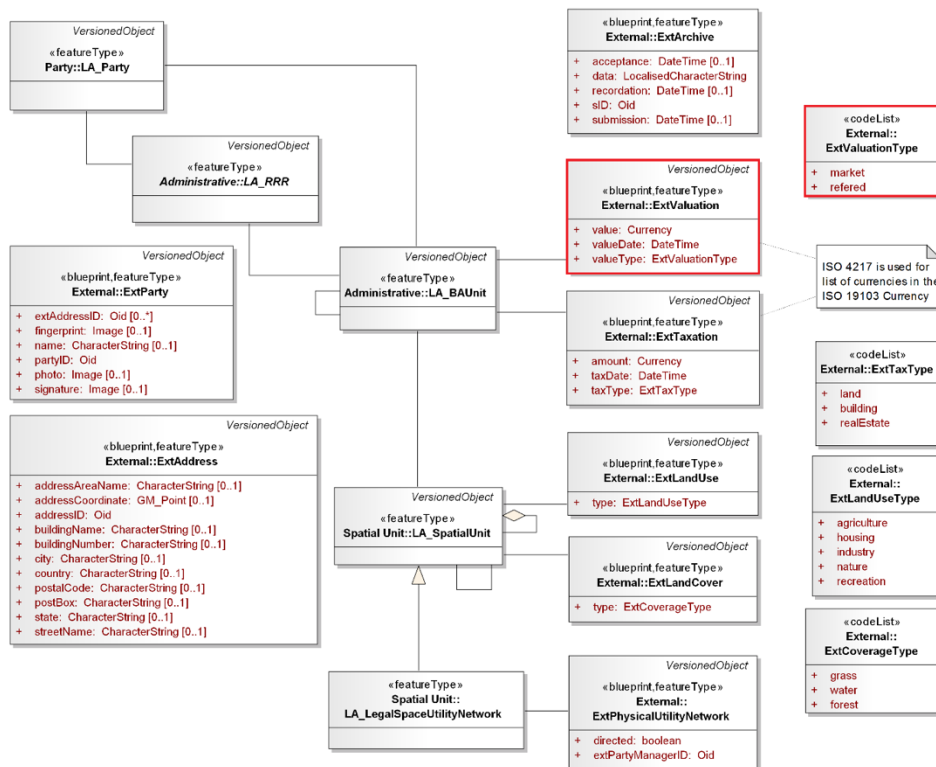 VersionedObject
«featureType»
Party::LA_Party
VersionedObject
«featureType»
Administrative::LA_RRR
VersionedObject
«blueprint,featureType»
External::ExtParty
+ extAddressID: Oid [0..*]
+ fingerprint: Image [0..1]
+ name: CharacterString [0..1]
+ partyID: Oid
+ photo: Image [0..1]
+ signature: Image [0..1]
VersionedObject
«blueprint,featureType»
External::ExtAddress
+ addressAreaName: CharacterString [0..1]
+ addressCoordinate: GM_Point [0..1]
+ addressID: Oid
+ buildingName: CharacterString [0..1]
+ buildingNumber: CharacterString [0..1]
+ city: CharacterString [0..1]
+ country: CharacterString [0..1]
+ postalCode: CharacterString [0..1]
+ postBox: CharacterString [0..1]
+ state: CharacterString [0..1]
+ streetName: CharacterString [0..1]
VersionedObject
«featureType»
Administrative::LA_BAUnit
VersionedObject
«featureType»
Spatial Unit::LA_SpatialUnit
«featureType»
Spatial Unit::
LA_LegalSpaceUtilityNetwork
«blueprint,featureType»
External::ExtArchive
+ acceptance: DateTime [0..1]
+ data: LocalisedCharacterString
+ recordation: DateTime [0..1]
+ sID: Oid
+ submission: DateTime [0..1]
VersionedObject
«blueprint,featureType»
External::ExtValuation
+ value: Currency
+ valueDate: DateTime
+ valueType: ExtValuationType
VersionedObject
«blueprint,featureType»
External::ExtTaxation
+ amount: Currency
+ taxDate: DateTime
+ taxType: ExtTaxType
VersionedObject
«blueprint,featureType»
External::ExtLandUse
+ type: ExtLandUseType
VersionedObject
«blueprint,featureType»
External::ExtLandCover
+ type: ExtCoverageType
VersionedObject
«blueprint,featureType»
External::
ExtPhysicalUtilityNetwork
+ directed: boolean
+ extPartyManagerID: Oid
«codeList»
External::
ExtValuationType
+ market
+ refered
ISO 4217 is used for
list of currencies in the
ISO 19103 Currency
«codeList»
External::ExtTaxType
+ land
+ building
+ realEstate
«codeList»
External::
ExtLandUseType
+ agriculture
+ housing
+ industry
+ nature
+ recreation
«codeList»
External::
ExtCoverageType
+ grass
+ water
+ forest